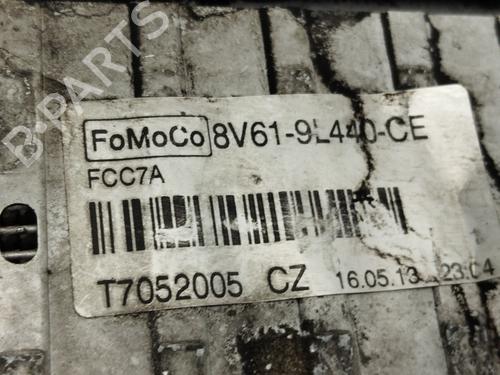 B-PARTS
FoMoCo 8V61-9L440-CE
FCC7A
T7052005 CZ 16.05.13 23:04